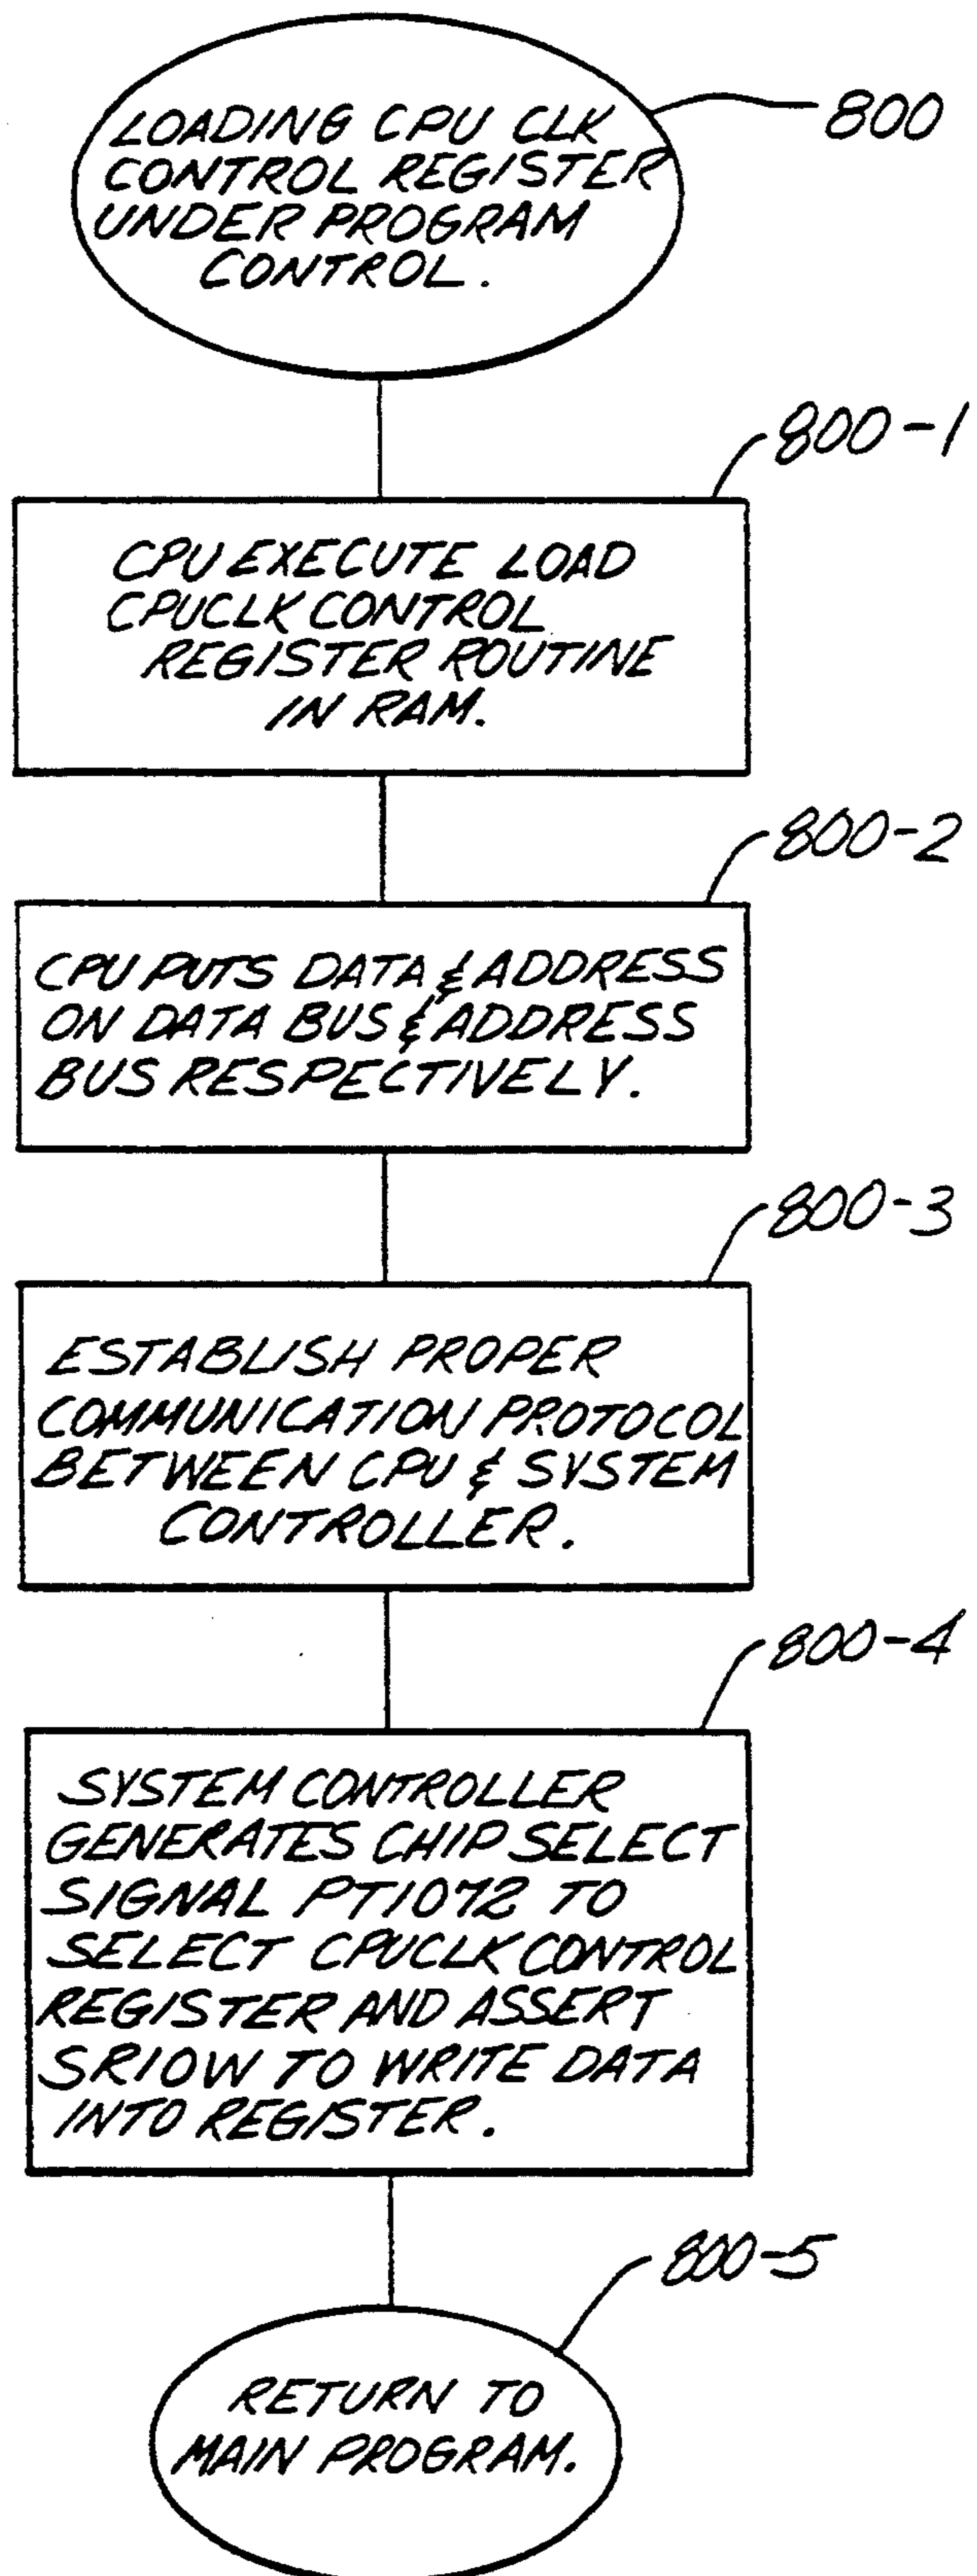 LOADING CPU CLK
CONTROL REGISTER
UNDER PROGRAM
CONTROL.
800
800-1
CPU EXECUTE LOAD
CPUCLK CONTROL
REGISTER ROUTINE
IN RAM.
800-2
CPU PUTS DATA & ADDRESS
ON DATA BUS & ADDRESS
BUS RESPECTIVELY.
800-3
ESTABLISH PROPER
COMMUNICATION PROTOCOL
BETWEEN CPU & SYSTEM
CONTROLLER.
800-4
SYSTEM CONTROLLER
GENERATES CHIP SELECT
SIGNAL PTI072 TO
SELECT CPUCLK CONTROL
REGISTER AND ASSERT
SRIOW TO WRITE DATA
INTO REGISTER.
800-5
RETURN TO
MAIN PROGRAM.